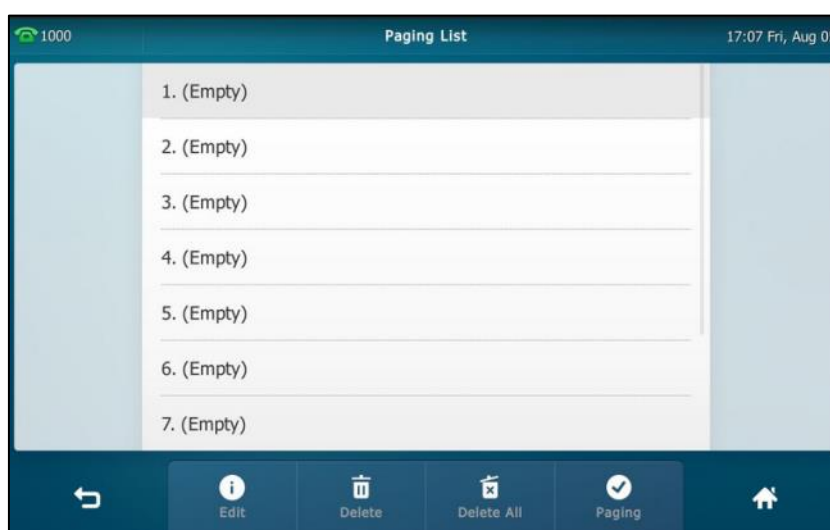 1000 Paging List 17:07 Fri, Aug 0
1. (Empty)
2. (Empty)
3. (Empty)
4. (Empty)
5. (Empty)
6. (Empty)
7. (Empty)
Edit Delete Delete All Paging